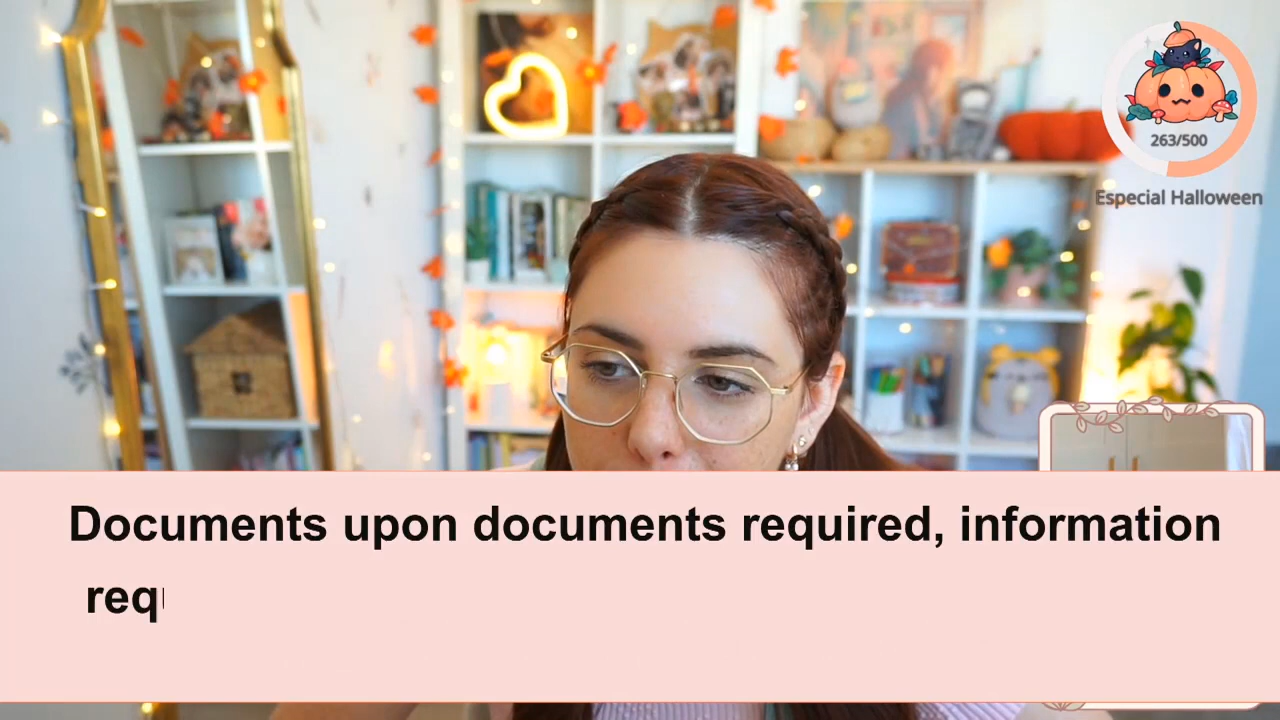 263/500
Especial Halloween
Documents upon documents required, information
req